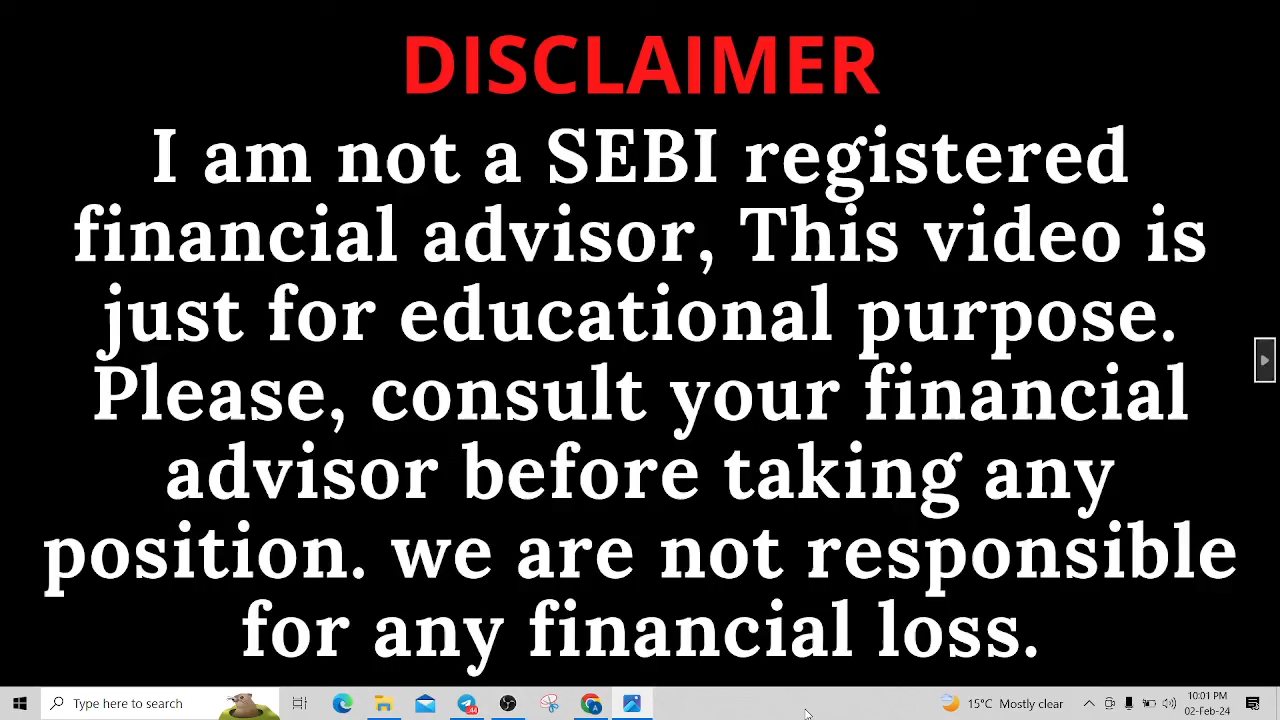 DISCLAIMER
I am not a SEBI registered
financial advisor, This video is
just for educational purpose.
Please, consult your financial
advisor before taking any
position. we are not responsible
for any financial loss.
Type here to search
15°C Mostly clear
10:01 PM
02-Feb-24